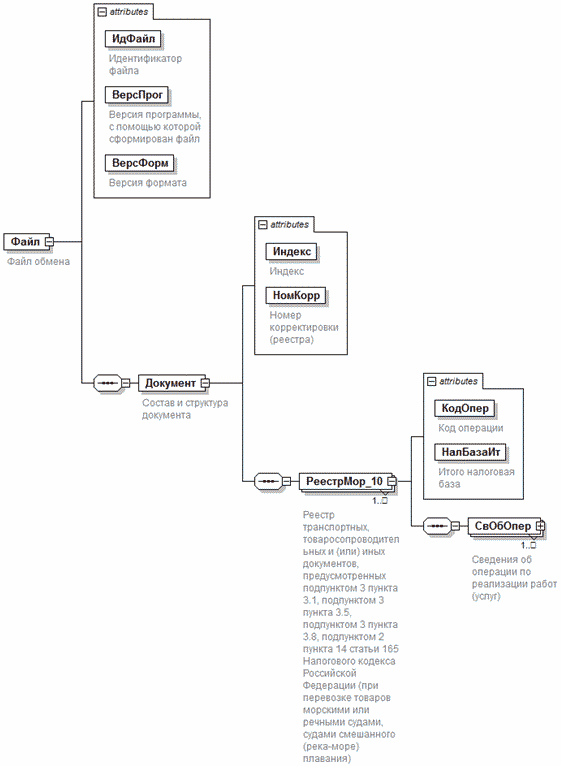 attributes
ИдФайл
Идентификатор
файла
ВерсПрог
Версия программы,
с помощью которой
сформирован файл
ВерсФорм
Версия формата
Файл
Файл обмена
attributes
Индекс
Индекс
НомКорр
Номер
корректировки
(реестра)
Документ
Состав и структура
документа
attributes
КодОпер
Код операции
НалБазаИт
Итого налоговая
база
РеестрМор_10
1..□
Реестр
транспортных,
товаросопроводител
ьных и (или) иных
документов,
предусмотренных
подпунктом 3 пункта
3.1, подпунктом 3
пункта 3.5,
подпунктом 3 пункта
3.8, подпунктом 2
пункта 14 статьи 165
Налогового кодекса
Российской
Федерации (при
перевозке товаров
морскими или
речными судами,
судами смешанного
(река-море)
плавания)
СвОбОпер
1..□
Сведения об
операции по
реализации работ
(услуг)